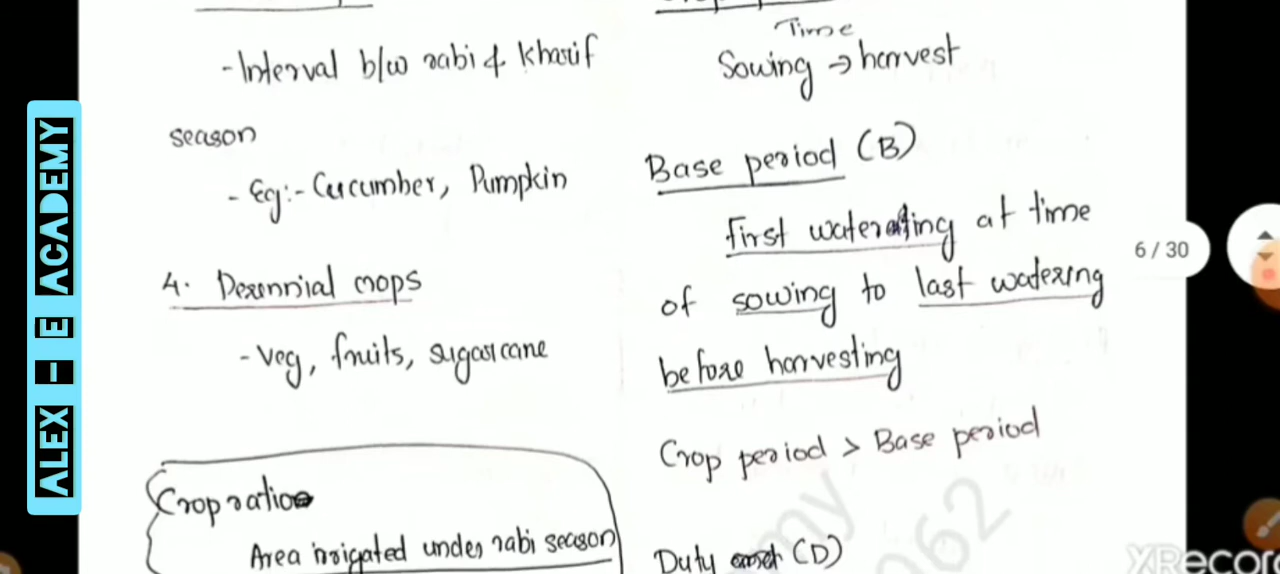 - Interval b/w rabi & Kharif
season
- Eg:- Cucumber, Pumpkin
4. Perennial crops
- Veg, fruits, sugarcane
Crop ratio
Area irrigated under rabi season
Time
Sowing → harvest
Base period (B)
First watering at time
of sowing to last watering
before harvesting
Crop period > Base period
Duty (D)
6 / 30
ALEX - E ACADEMY
XRecor